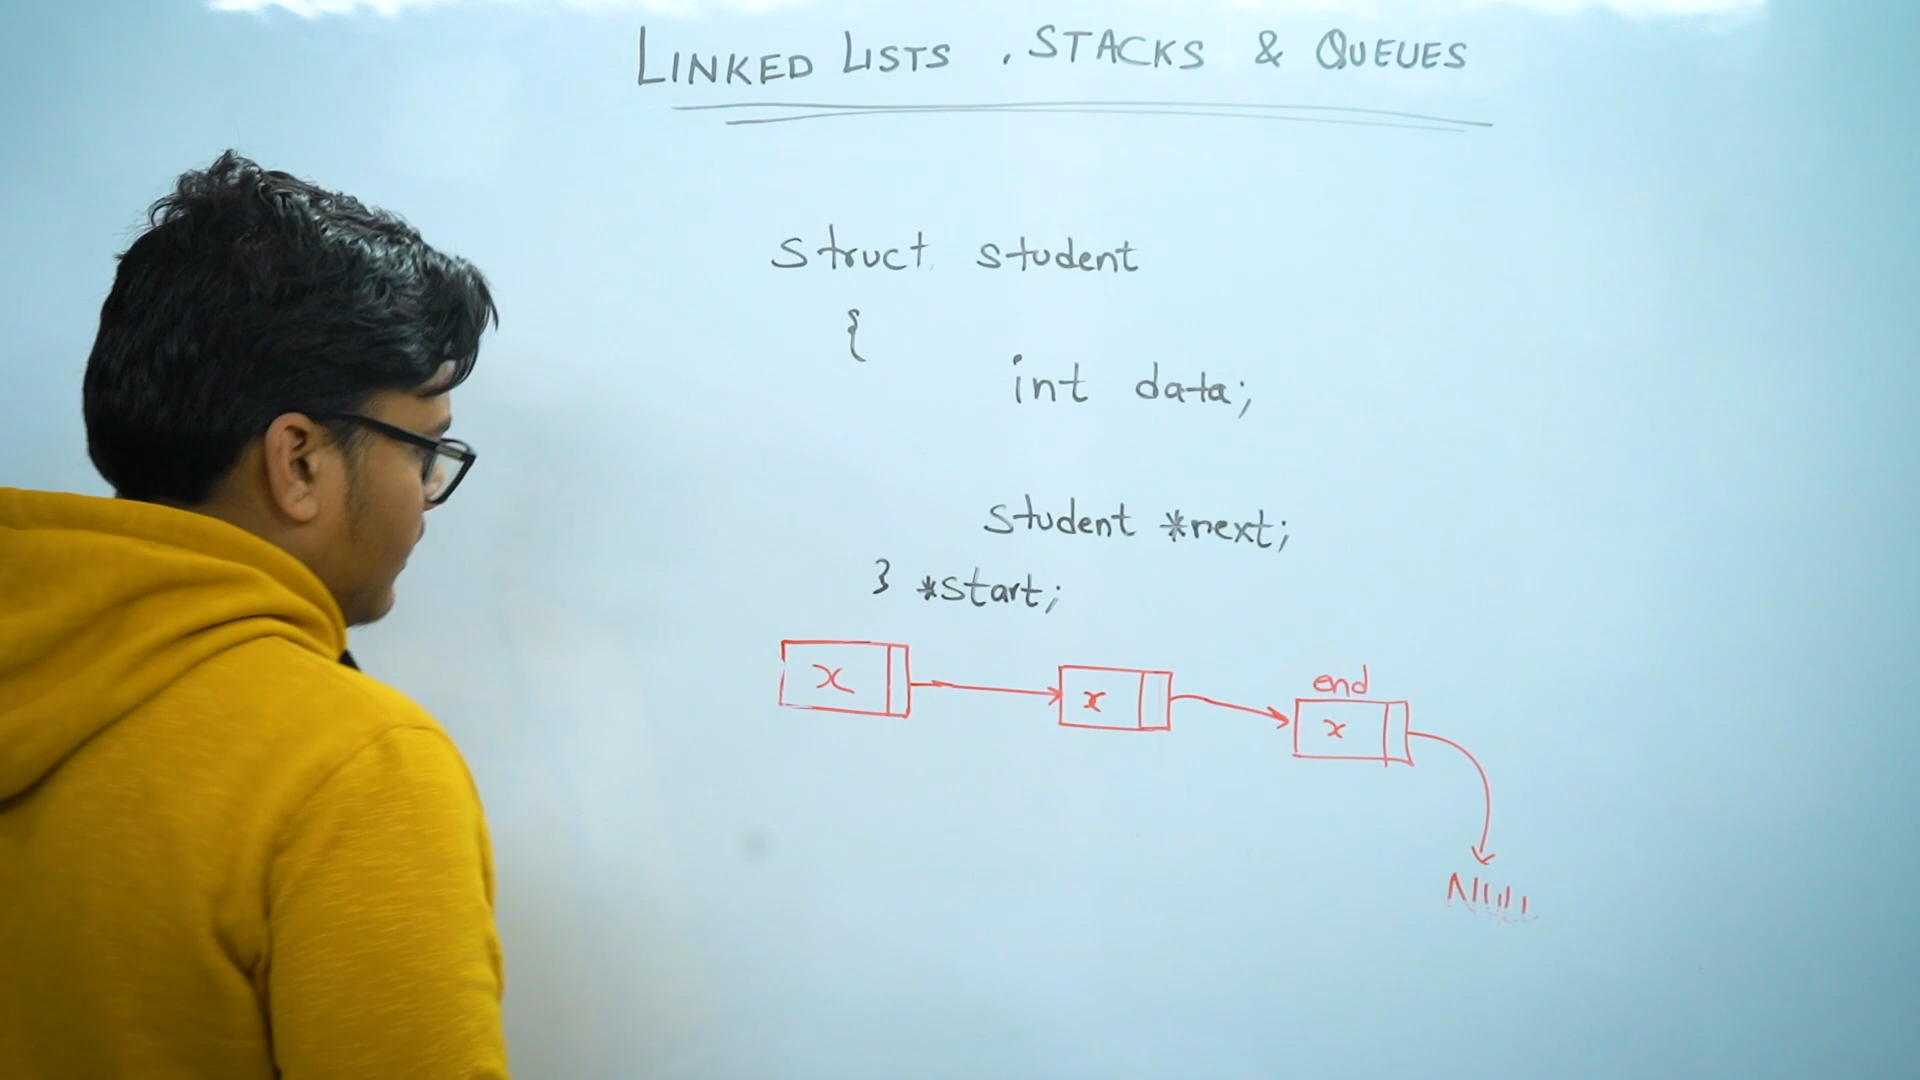 LINKED LISTS , STACKS & QUEUES
struct student
{
int data;
student *next;
} *start;
x
x
end
x
NULL